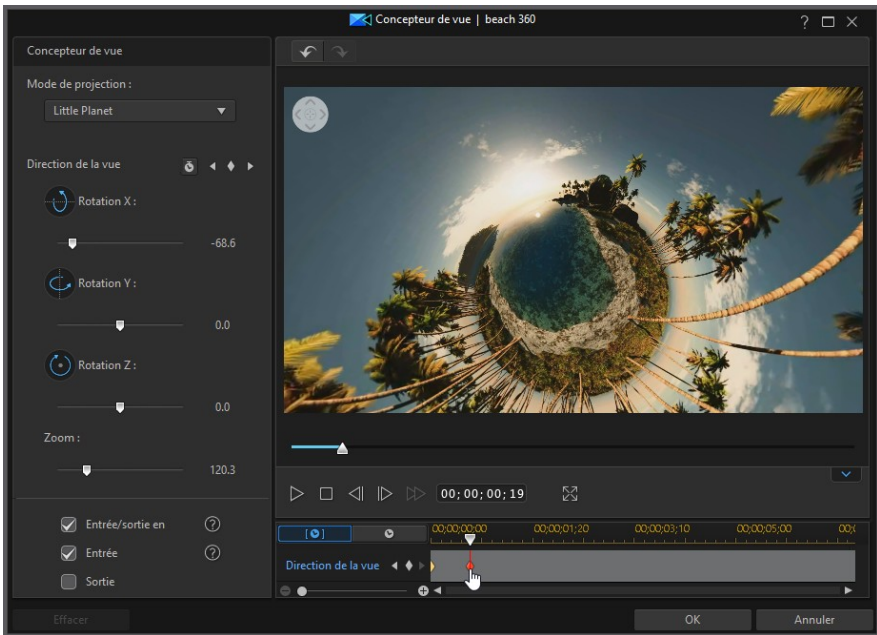 Concepteur de vue | beach 360
Concepteur de vue
Mode de projection :
Little Planet
Direction de la vue
Rotation X :
-68.6
Rotation Y :
0.0
Rotation Z :
0.0
Zoom :
120.3
Entrée/sortie en
Entrée
Sortie
00;00;00;19
00;00;00;00 00;00;01;20 00;00;03;10 00;00;05;00 00;(
Direction de la vue
Effacer
OK
Annuler